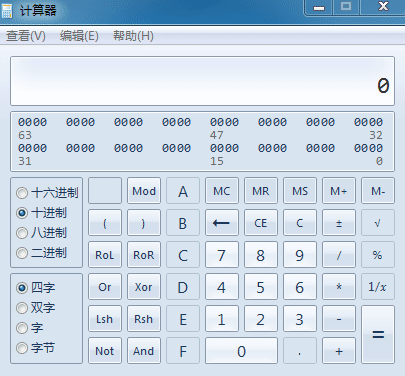 计算器
查看(V) 编辑(E) 帮助(H)
0
0000 0000 0000 0000 0000 0000 0000 0000
63 47 32
0000 0000 0000 0000 0000 0000 0000 0000
31 15 0
十六进制 Mod A MC MR MS M+ M-
十进制 ( ) B ← CE C ± √
八进制
二进制 RoL RoR C 7 8 9 / %
四字 Or Xor D 4 5 6 * 1/x
双字
字 Lsh Rsh E 1 2 3 - =
字节 Not And F 0 . +